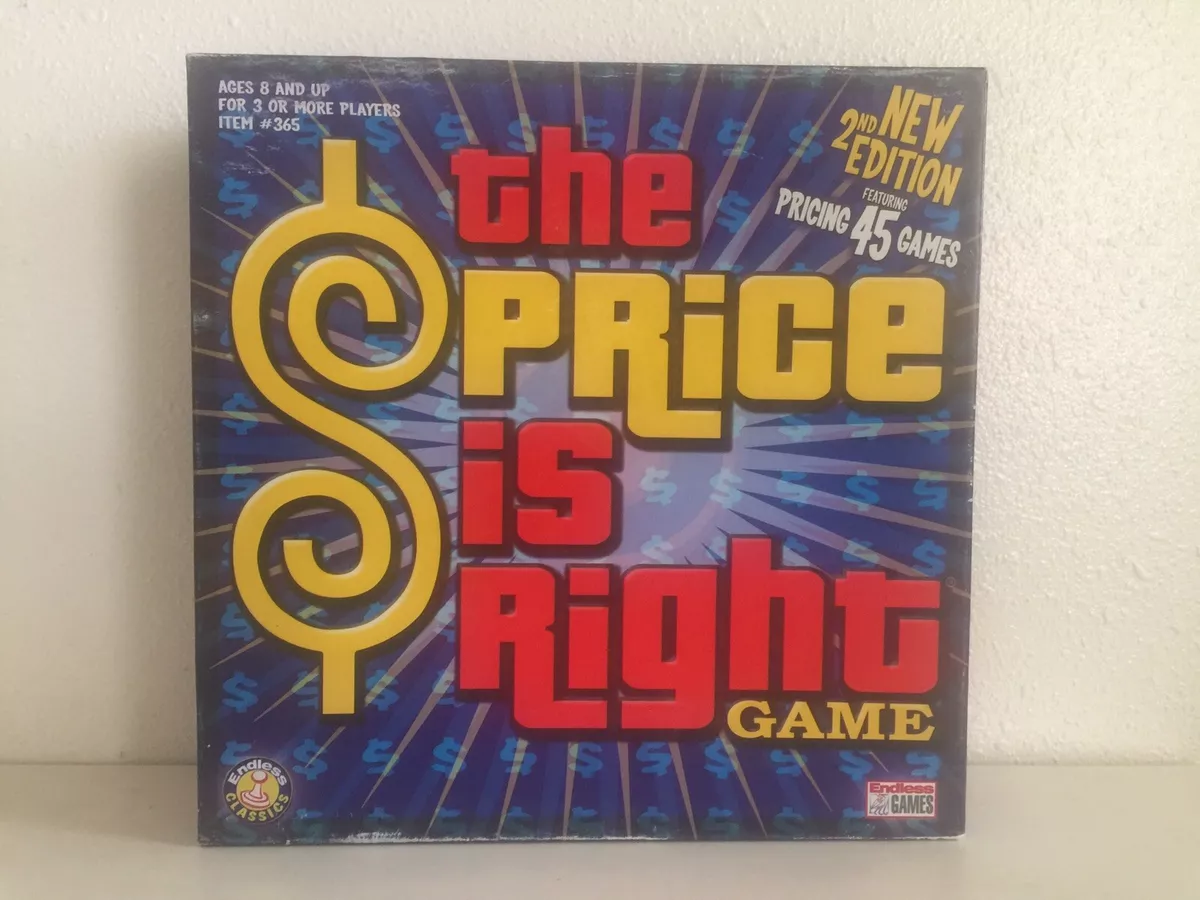 AGES 8 AND UP
FOR 3 OR MORE PLAYERS
ITEM #365
NEW
2ND EDITION
FEATURING
45 PRICING GAMES
the
PRice
is
Right
GAME
Endless
CLASSICS
Endless
GAMES